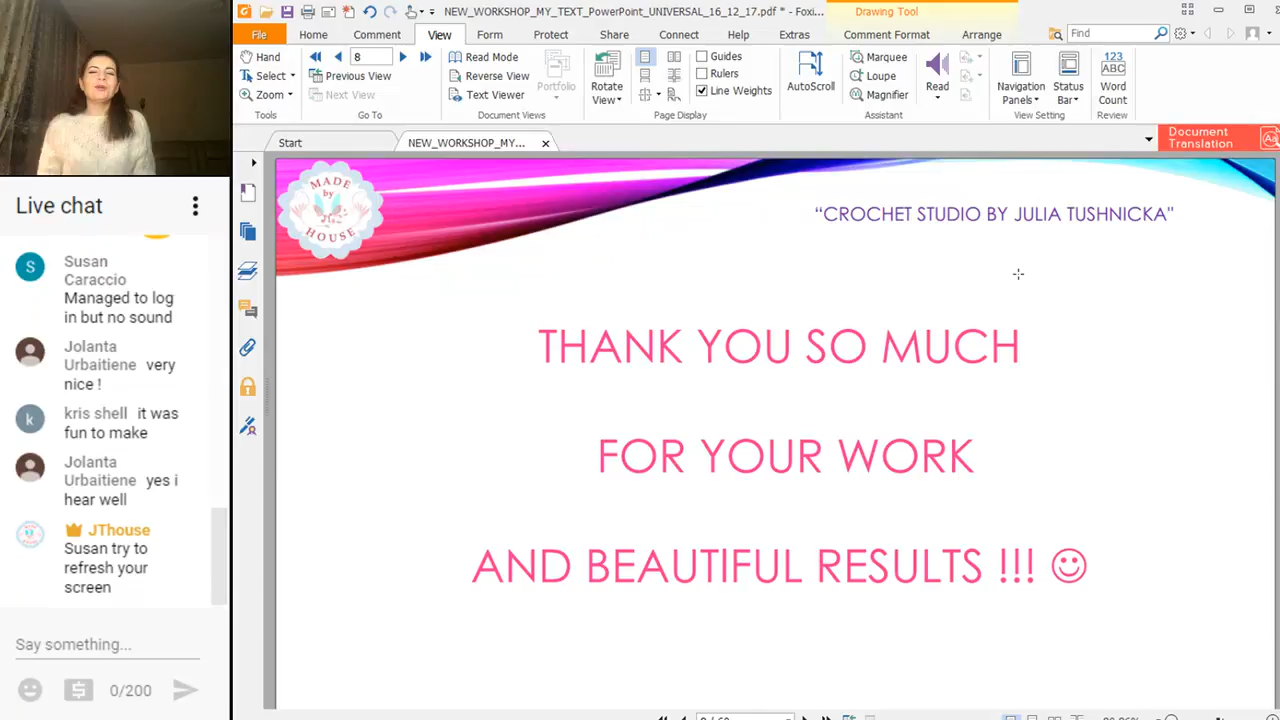 NEW_WORKSHOP_MY_TEXT_PowerPoint_UNIVERSAL_16_12_17.pdf * - Foxi...
Drawing Tool
File Home Comment View Form Protect Share Connect Help Extras Comment Format Arrange Find
Hand
Select
Zoom
Tools
8
Previous View
Next View
Go To
Read Mode
Reverse View
Text Viewer
Portfolio
Document Views
Rotate
View
Guides
Rulers
Line Weights
Page Display
AutoScroll
Marquee
Loupe
Magnifier
Assistant
Read
Navigation
Panels
Status
Bar
View Setting
123
ABC
Word
Count
Review
Start
NEW_WORKSHOP_MY...
Document
Translation
MADE
by
HOUSE
“CROCHET STUDIO BY JULIA TUSHNICKA”
THANK YOU SO MUCH
FOR YOUR WORK
AND BEAUTIFUL RESULTS !!! ☺
Live chat
S
Susan
Caraccio
Managed to log
in but no sound
Jolanta
Urbaitiene very
nice !
k
kris shell it was
fun to make
Jolanta
Urbaitiene yes i
hear well
JThouse
Susan try to
refresh your
screen
Say something...
0/200